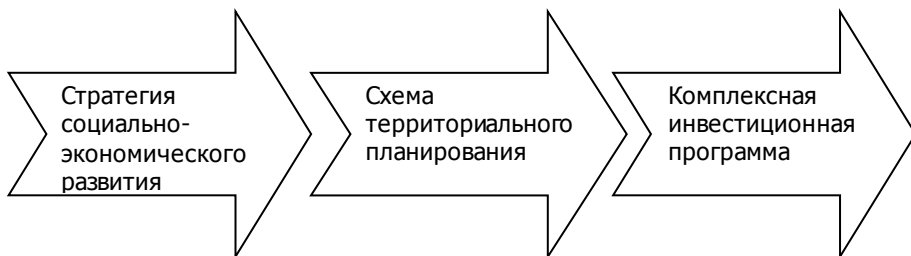 Стратегия
социально-
экономического
развития
Схема
территориального
планирования
Комплексная
инвестиционная
программа